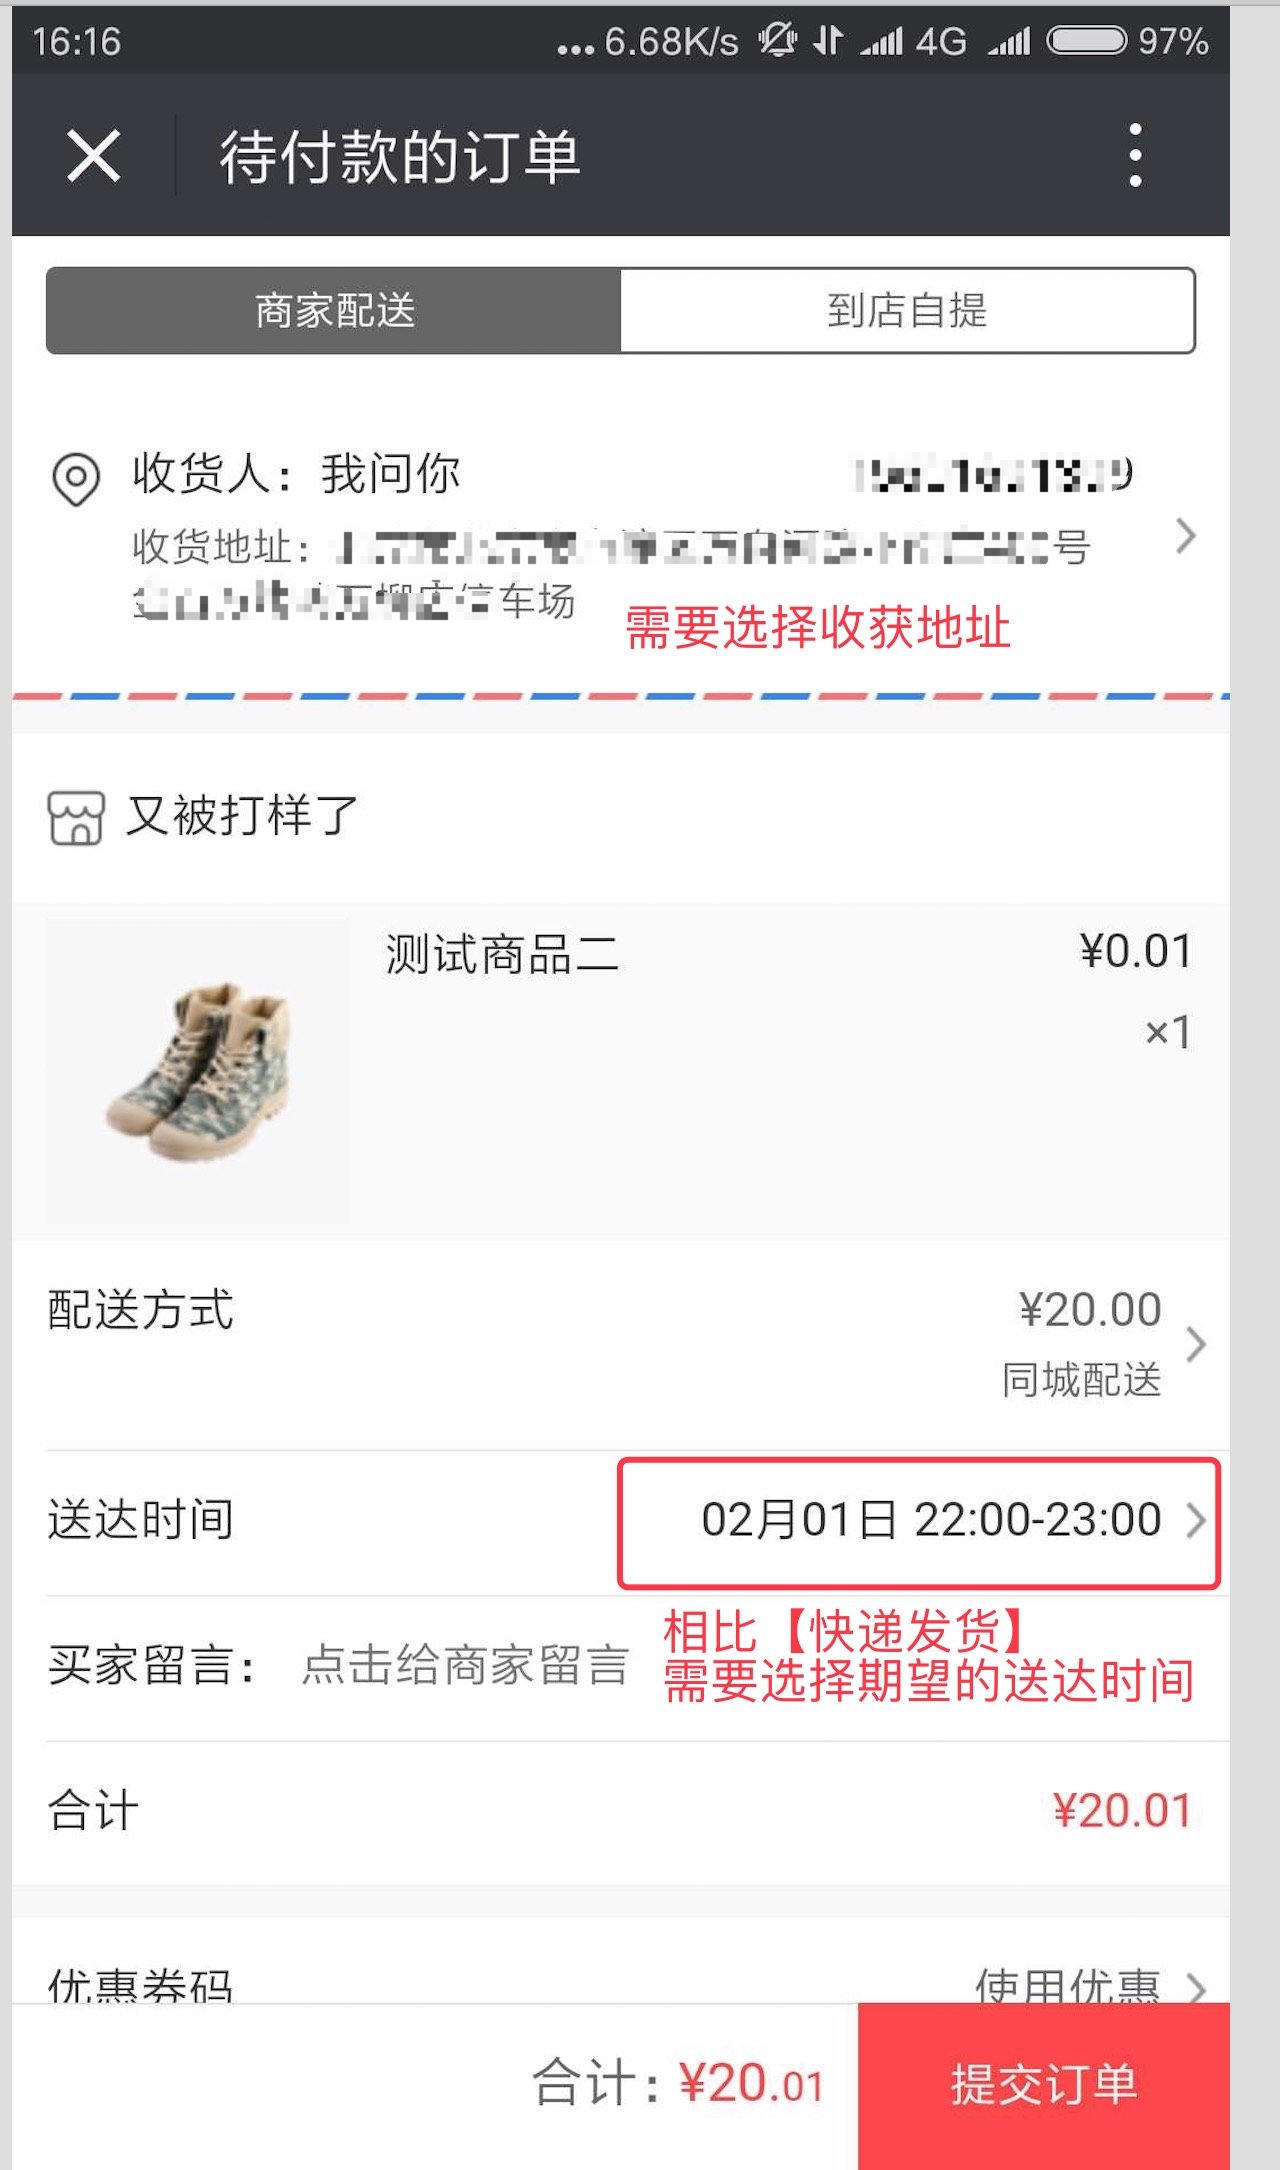 16:16
... 6.68K/s 4G 97%
待付款的订单
商家配送
到店自提
收货人：我问你
收货地址：
号
车场
需要选择收获地址
又被打样了
测试商品二
¥0.01
×1
配送方式
¥20.00
同城配送
送达时间
02月01日 22:00-23:00
相比【快递发货】
买家留言： 点击给商家留言
需要选择期望的送达时间
合计
¥20.01
优惠券码
使用优惠
合计：¥20.01
提交订单